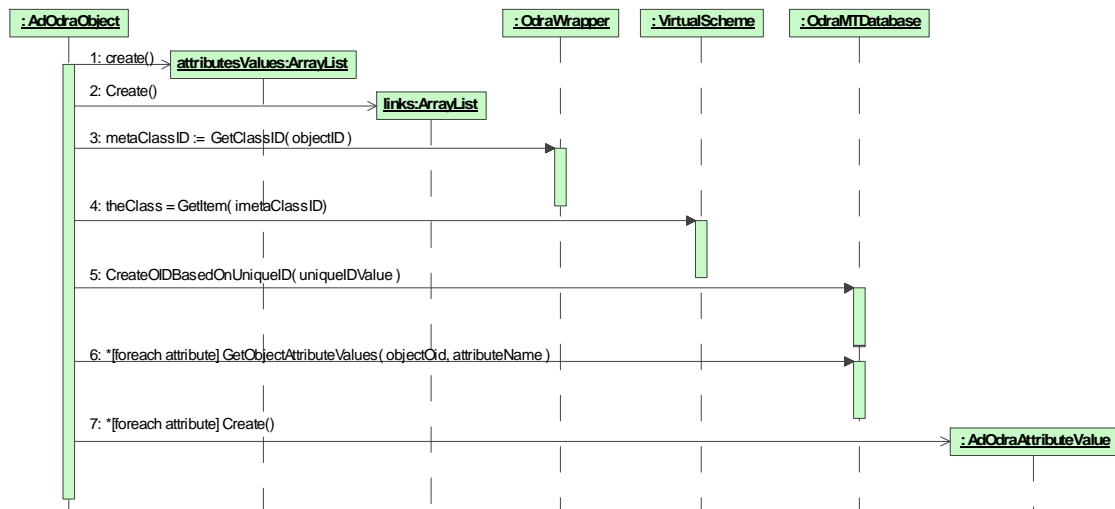 : AdOdraObject
: OdraWrapper
: VirtualScheme
: OdraMTDatabase
1: create()
attributesValues:ArrayList
2: Create()
links:ArrayList
3: metaClassID := GetClassID( objectID )
4: theClass = GetItem( imetaClassID)
5: CreateOIDBasedOnUniqueID( uniqueIDValue )
6: *[foreach attribute] GetObjectAttributeValues( objectOid, attributeName )
7: *[foreach attribute] Create()
: AdOdraAttributeValue